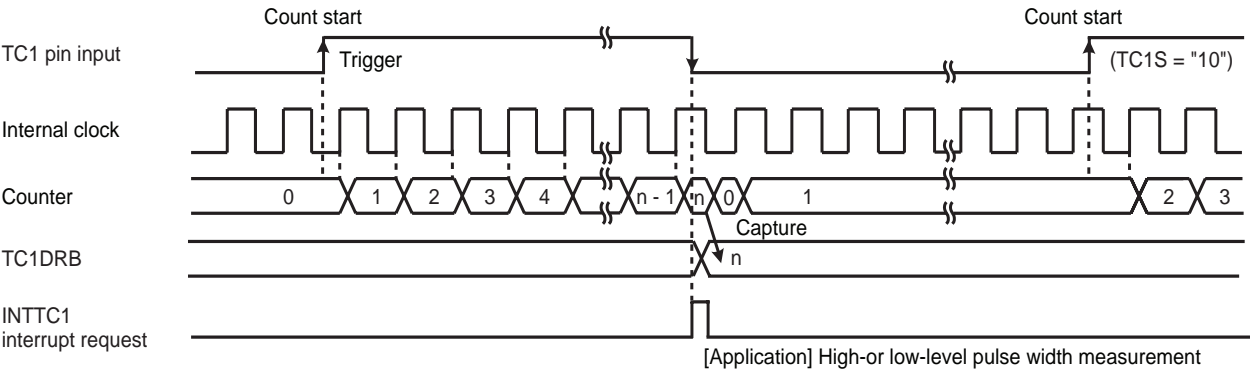 Count start
Count start
TC1 pin input
Trigger
(TC1S = "10")
Internal clock
Counter
0
1
2
3
4
n - 1
n
0
1
2
3
Capture
TC1DRB
n
INTTC1
interrupt request
[Application] High-or low-level pulse width measurement